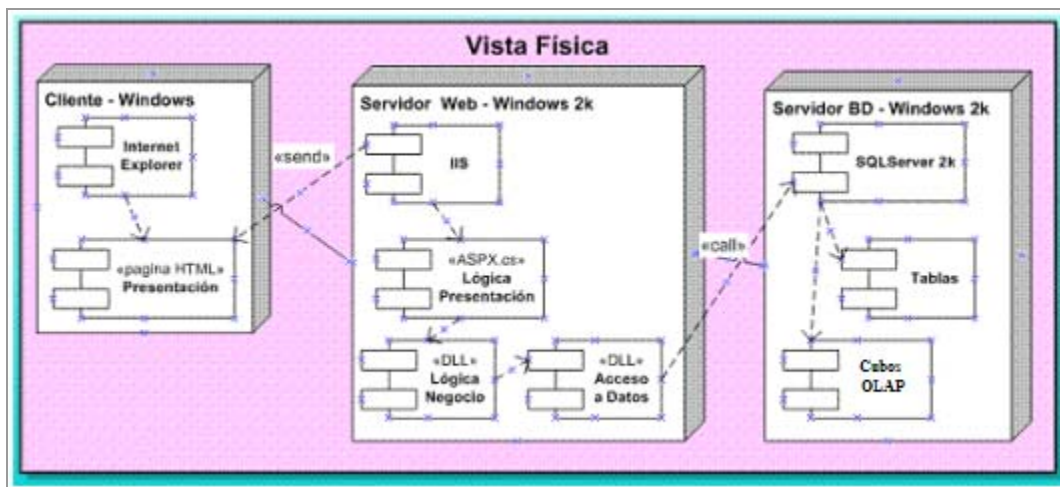 Vista Física
Cliente - Windows
Internet
Explorer
«pagina HTML»
Presentación
«send»
Servidor Web - Windows 2k
IIS
«ASPX.cs»
Lógica
Presentación
«DLL»
Lógica
Negocio
«DLL»
Acceso
a Datos
«call»
Servidor BD - Windows 2k
SQLServer 2k
Tablas
Cubos
OLAP